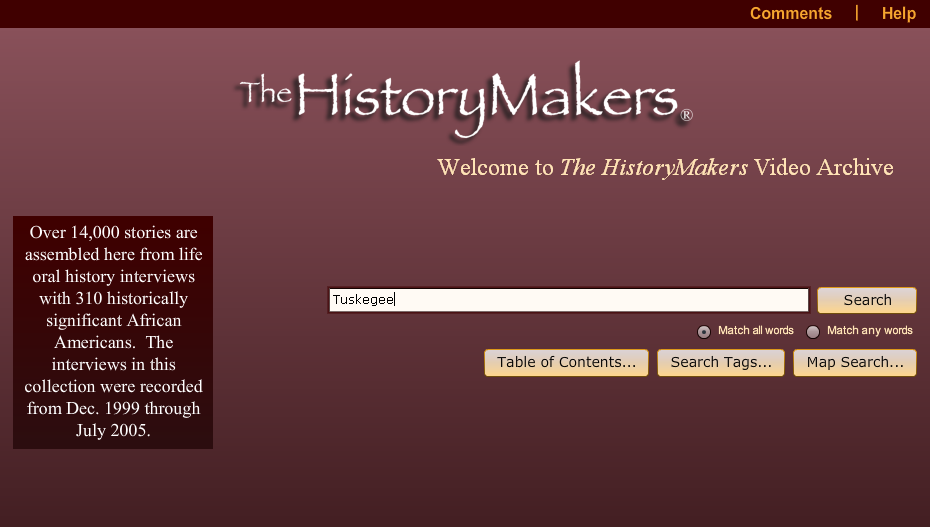 Comments | Help
The HistoryMakers®
Welcome to The HistoryMakers Video Archive
Over 14,000 stories are
assembled here from life
oral history interviews
with 310 historically
significant African
Americans. The
interviews in this
collection were recorded
from Dec. 1999 through
July 2005.
Tuskegee
Search
Match all words
Match any words
Table of Contents...
Search Tags...
Map Search...